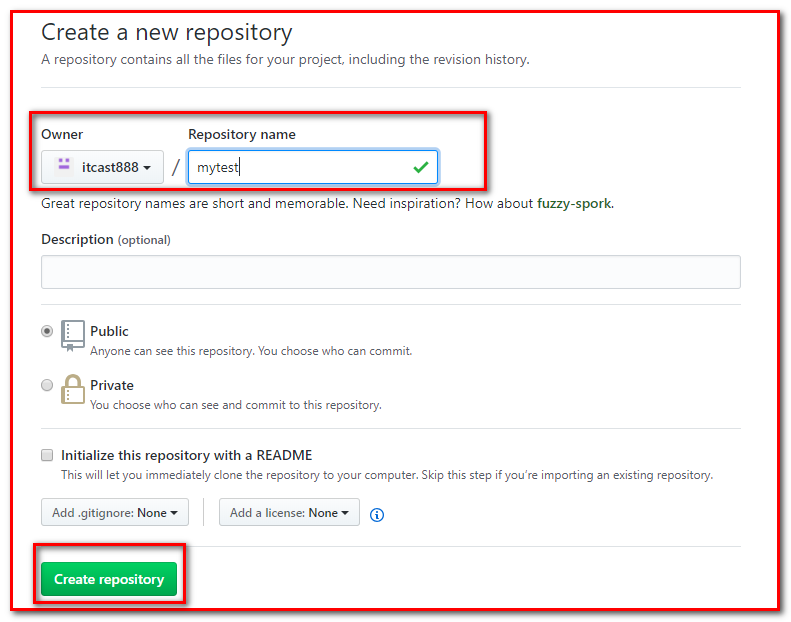 Create a new repository
A repository contains all the files for your project, including the revision history.
Owner
Repository name
itcast888
/
mytest
Great repository names are short and memorable. Need inspiration? How about fuzzy-spork.
Description (optional)
Public
Anyone can see this repository. You choose who can commit.
Private
You choose who can see and commit to this repository.
Initialize this repository with a README
This will let you immediately clone the repository to your computer. Skip this step if you’re importing an existing repository.
Add .gitignore: None
Add a license: None
Create repository